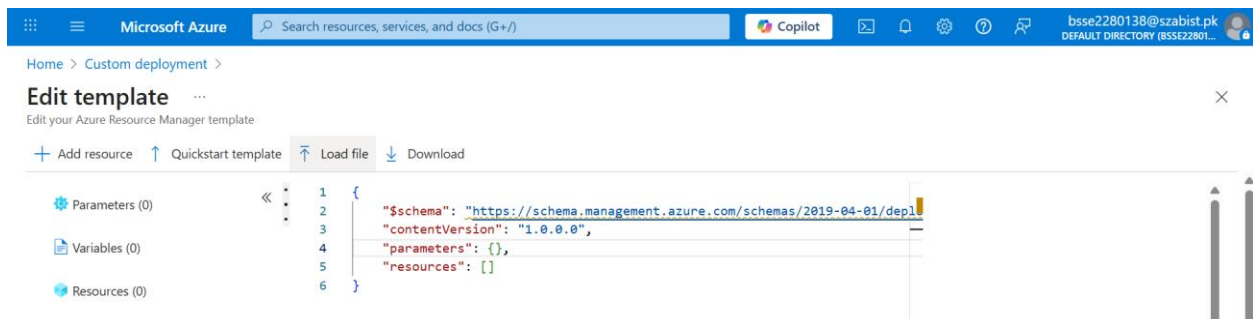 Microsoft Azure
Search resources, services, and docs (G+/)
Copilot
bsse2280138@szabist.pk
DEFAULT DIRECTORY (BSSE22801...
Home > Custom deployment >
Edit template ...
Edit your Azure Resource Manager template
Add resource Quickstart template Load file Download
Parameters (0)
Variables (0)
Resources (0)
1 {
2 "$schema": "https://schema.management.azure.com/schemas/2019-04-01/depl
3 "contentVersion": "1.0.0.0",
4 "parameters": {},
5 "resources": []
6 }